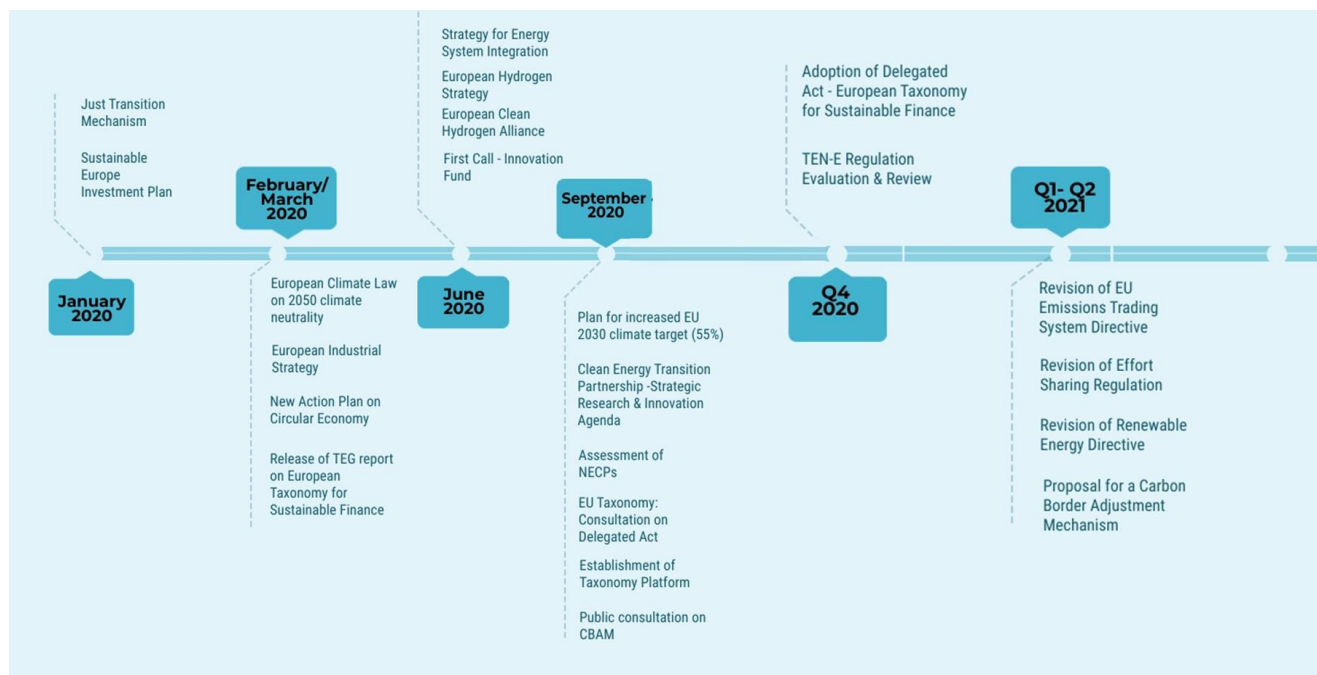 Just Transition
Mechanism
Sustainable
Europe
Investment Plan
January
2020
February/
March
2020
European Climate Law
on 2050 climate
neutrality
European Industrial
Strategy
New Action Plan on
Circular Economy
Release of TEG report
on European
Taxonomy for
Sustainable Finance
Strategy for Energy
System Integration
European Hydrogen
Strategy
European Clean
Hydrogen Alliance
First Call - Innovation
Fund
June
2020
September -
2020
Plan for increased EU
2030 climate target (55%)
Clean Energy Transition
Partnership -Strategic
Research & Innovation
Agenda
Assessment of
NECPs
EU Taxonomy:
Consultation on
Delegated Act
Establishment of
Taxonomy Platform
Public consultation on
CBAM
Adoption of Delegated
Act - European Taxonomy
for Sustainable Finance
TEN-E Regulation
Evaluation & Review
Q4
2020
Q1- Q2
2021
Revision of EU
Emissions Trading
System Directive
Revision of Effort
Sharing Regulation
Revision of Renewable
Energy Directive
Proposal for a Carbon
Border Adjustment
Mechanism